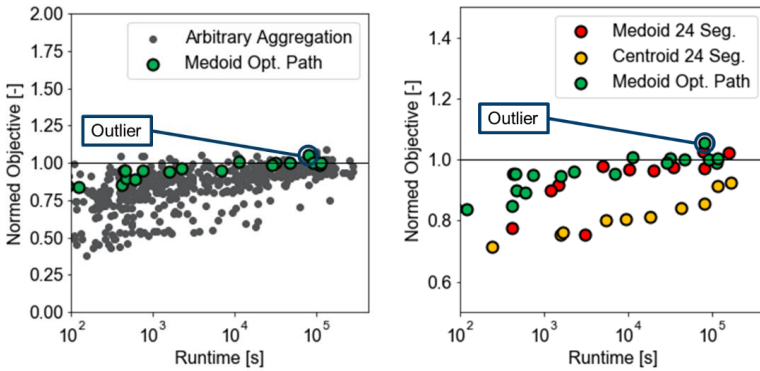 2.00
1.75
1.50
1.25
1.00
0.75
0.50
0.25
0.00
Normed Objective [-]
Arbitrary Aggregation
Medoid Opt. Path
Outlier
10² 10³ 10⁴ 10⁵
Runtime [s]
1.4
1.2
1.0
0.8
0.6
Normed Objective [-]
Medoid 24 Seg.
Centroid 24 Seg.
Medoid Opt. Path
Outlier
10² 10³ 10⁴ 10⁵
Runtime [s]